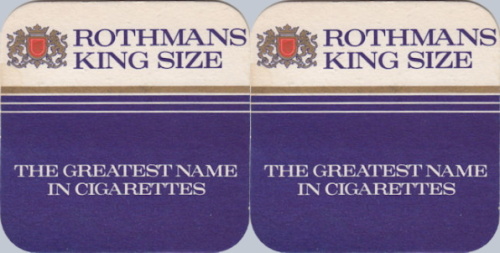 ROTHMANS
KING SIZE
THE GREATEST NAME
IN CIGARETTES
ROTHMANS
KING SIZE
THE GREATEST NAME
IN CIGARETTES